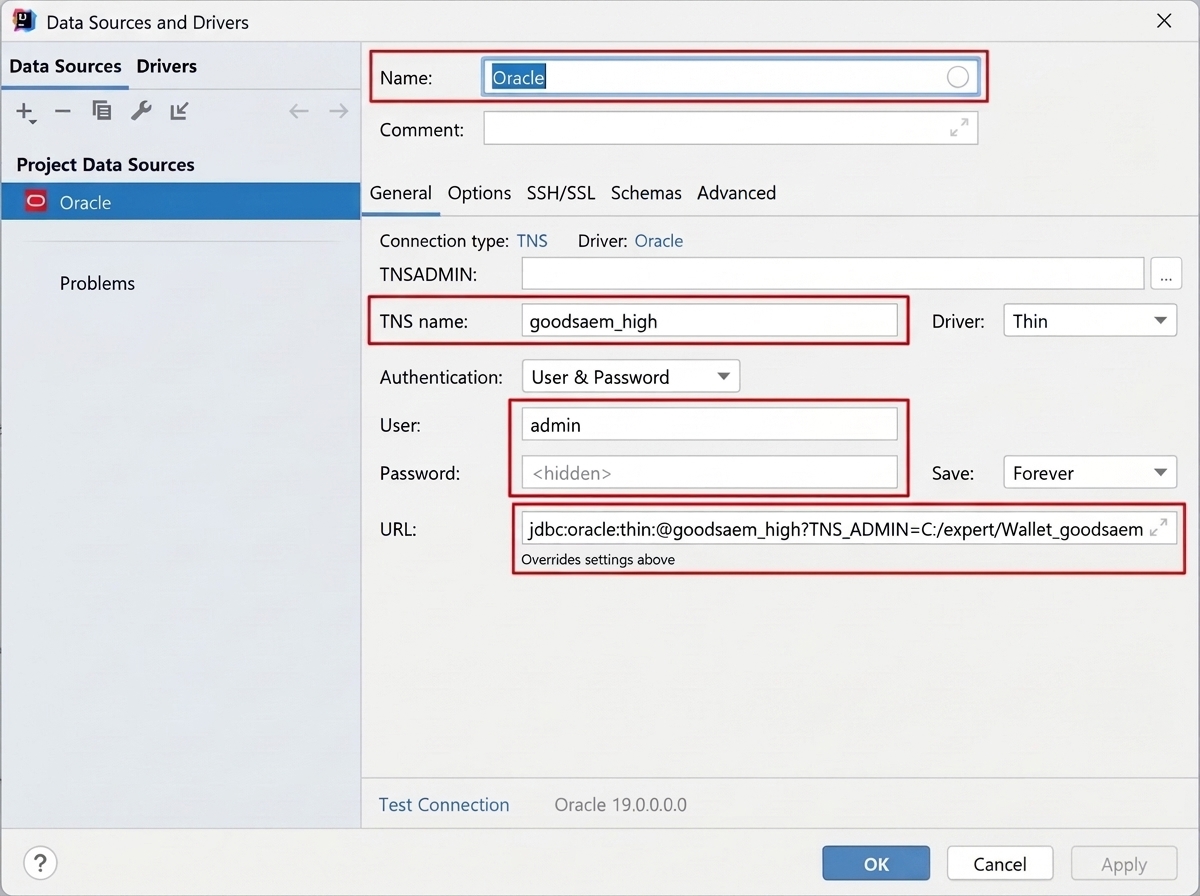 Data Sources and Drivers
Data Sources Drivers
Project Data Sources
Oracle
Problems
Name: Oracle
Comment:
General Options SSH/SSL Schemas Advanced
Connection type: TNS Driver: Oracle
TNSADMIN: ...
TNS name: goodsaem_high Driver: Thin
Authentication: User & Password
User: admin
Password: <hidden> Save: Forever
URL: jdbc:oracle:thin:@goodsaem_high?TNS_ADMIN=C:/expert/Wallet_goodsaem
Overrides settings above
Test Connection Oracle 19.0.0.0.0
? OK Cancel Apply